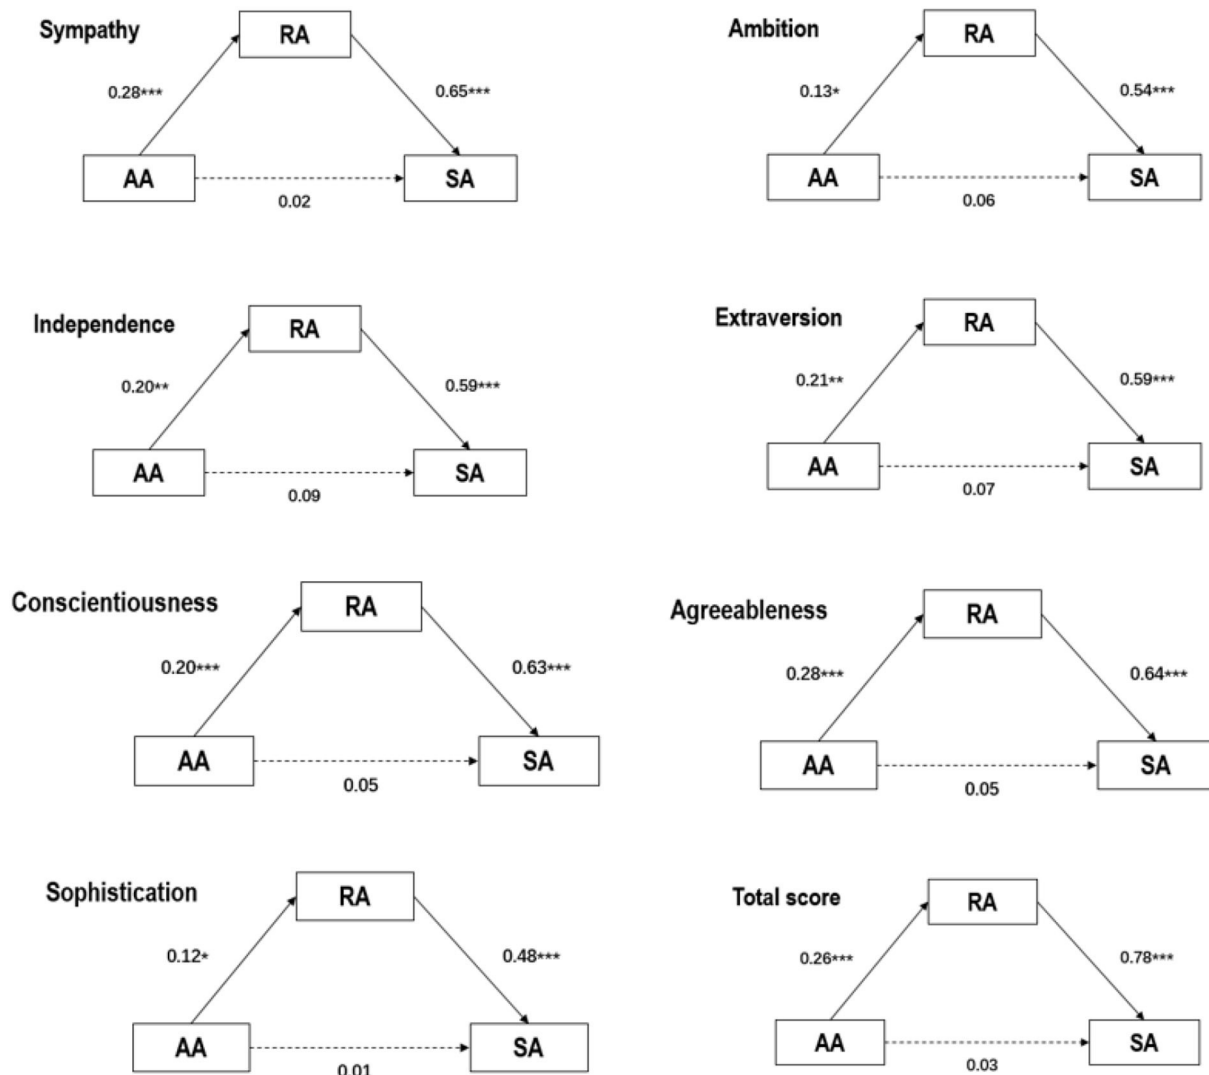 Sympathy
RA
0.28***
0.65***
AA
SA
0.02
Ambition
RA
0.13*
0.54***
AA
SA
0.06
Independence
RA
0.20**
0.59***
AA
SA
0.09
Extraversion
RA
0.21**
0.59***
AA
SA
0.07
Conscientiousness
RA
0.20***
0.63***
AA
SA
0.05
Agreeableness
RA
0.28***
0.64***
AA
SA
0.05
Sophistication
RA
0.12*
0.48***
AA
SA
0.01
Total score
RA
0.26***
0.78***
AA
SA
0.03